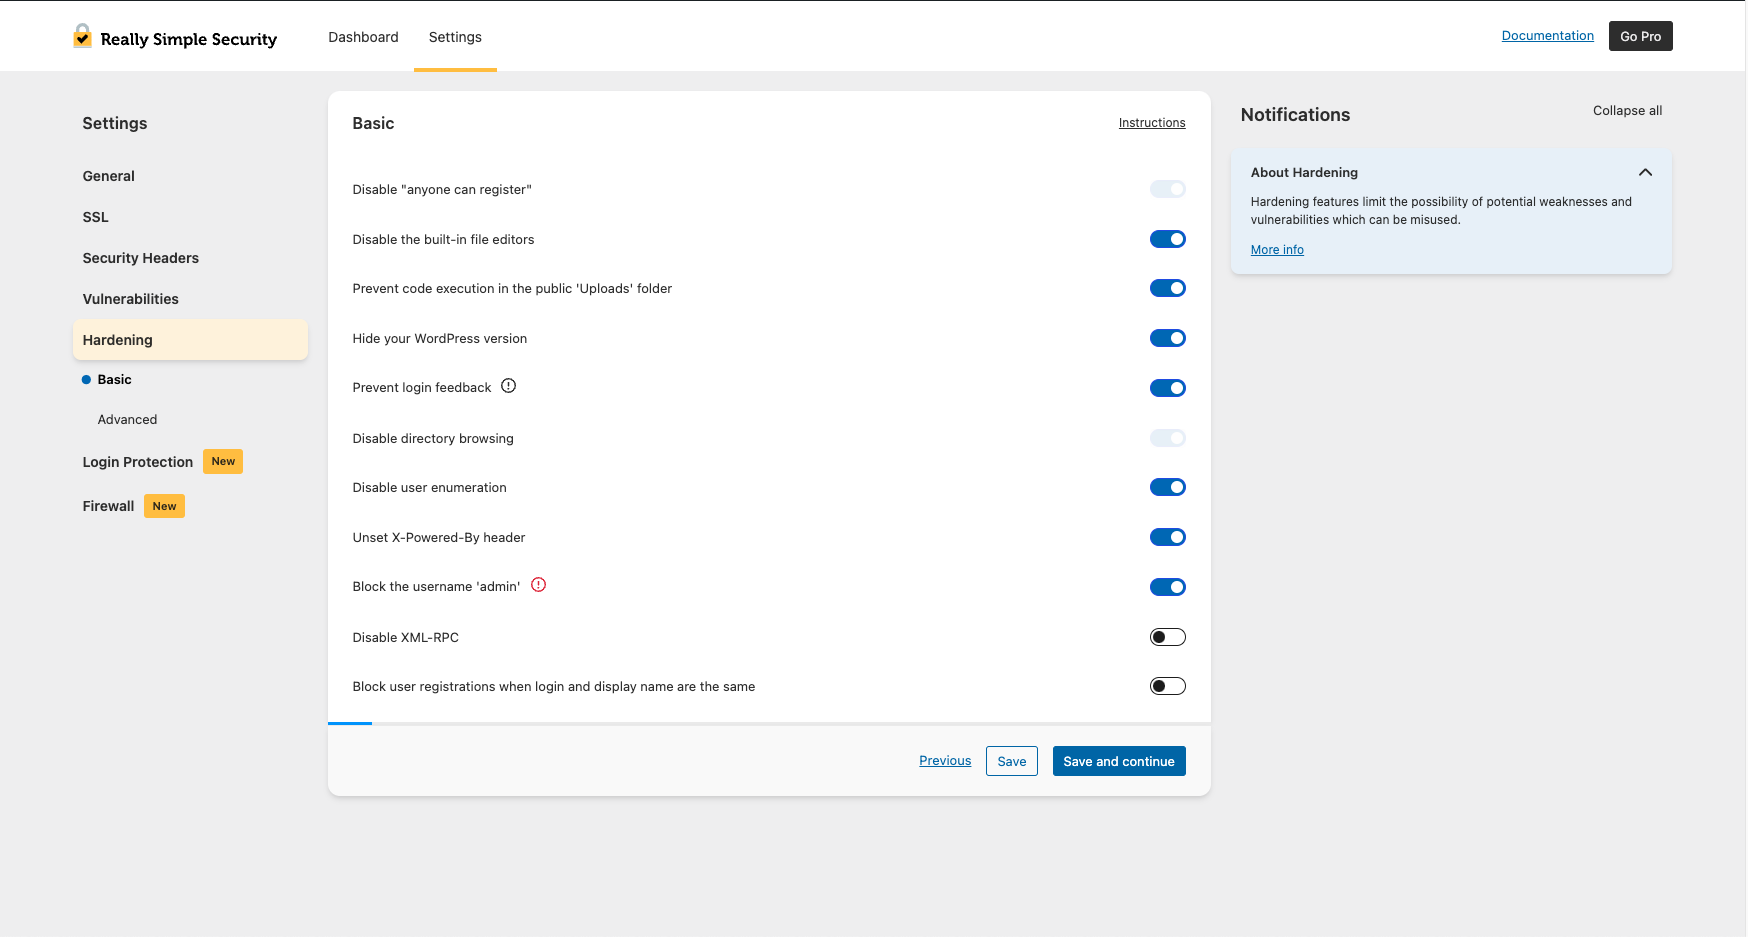 Really Simple Security
Dashboard
Settings
Documentation
Go Pro
Settings
General
SSL
Security Headers
Vulnerabilities
Hardening
Basic
Advanced
Login Protection
New
Firewall
New
Basic
Instructions
Disable "anyone can register"
Disable the built-in file editors
Prevent code execution in the public 'Uploads' folder
Hide your WordPress version
Prevent login feedback
Disable directory browsing
Disable user enumeration
Unset X-Powered-By header
Block the username 'admin'
Disable XML-RPC
Block user registrations when login and display name are the same
Previous
Save
Save and continue
Notifications
Collapse all
About Hardening
Hardening features limit the possibility of potential weaknesses and
vulnerabilities which can be misused.
More info